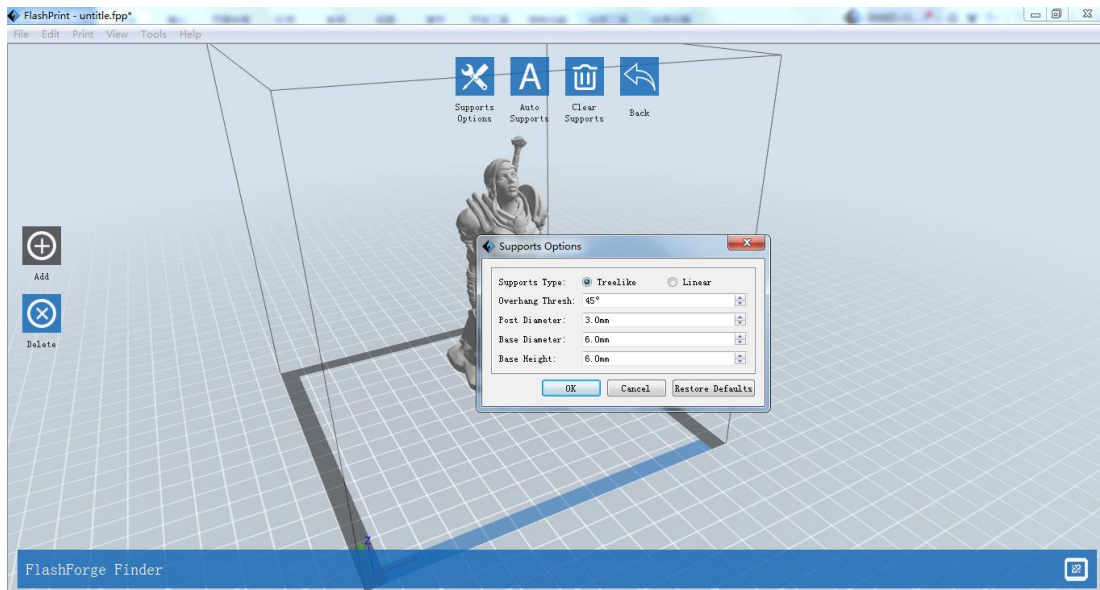 FlashPrint - untitle.fpp*
File Edit Print View Tools Help
A
Supports Options
Auto Supports
Clear Supports
Back
Add
Delete
Supports Options
Supports Type: Treelike Linear
Overhang Thresh: 45°
Post Diameter: 3.0mm
Base Diameter: 6.0mm
Base Height: 6.0mm
OK Cancel Restore Defaults
Z
FlashForge Finder